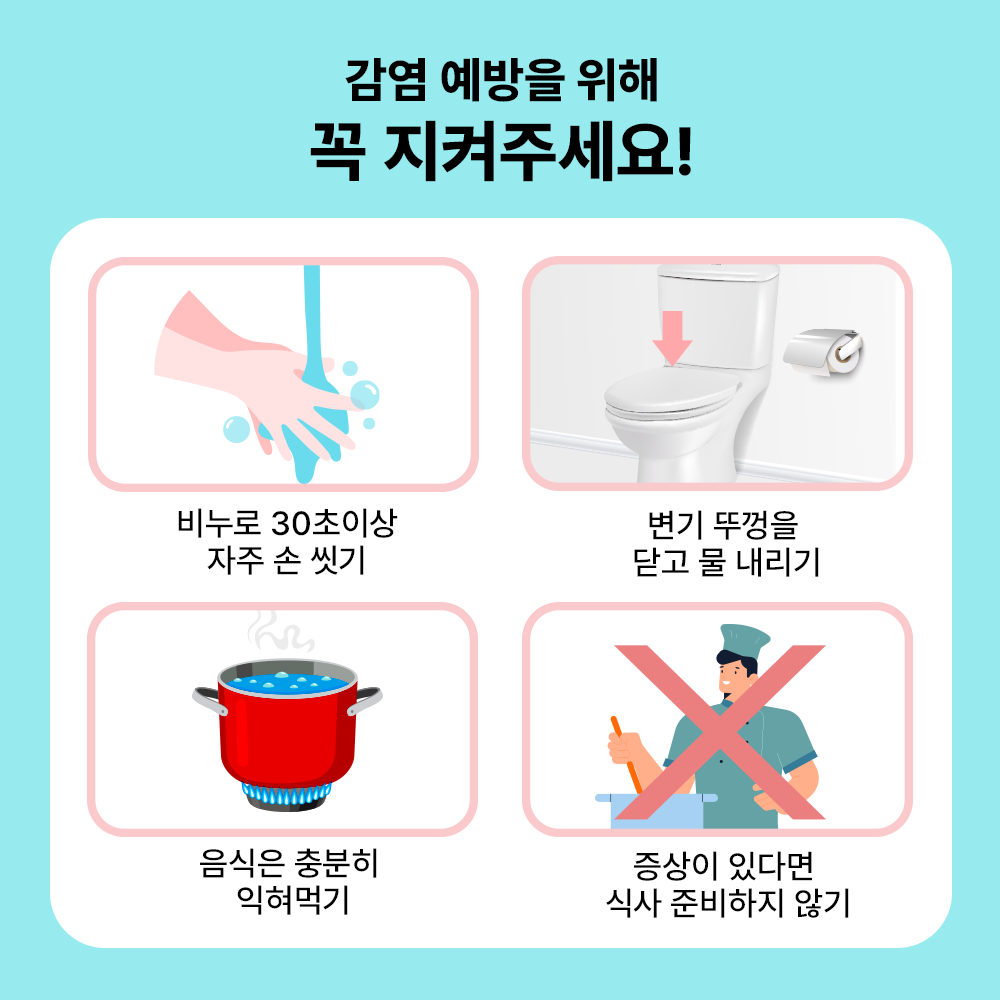 감염 예방을 위해
꼭 지켜주세요!
비누로 30초이상
자주 손 씻기
변기 뚜껑을
닫고 물 내리기
음식은 충분히
익혀먹기
증상이 있다면
식사 준비하지 않기